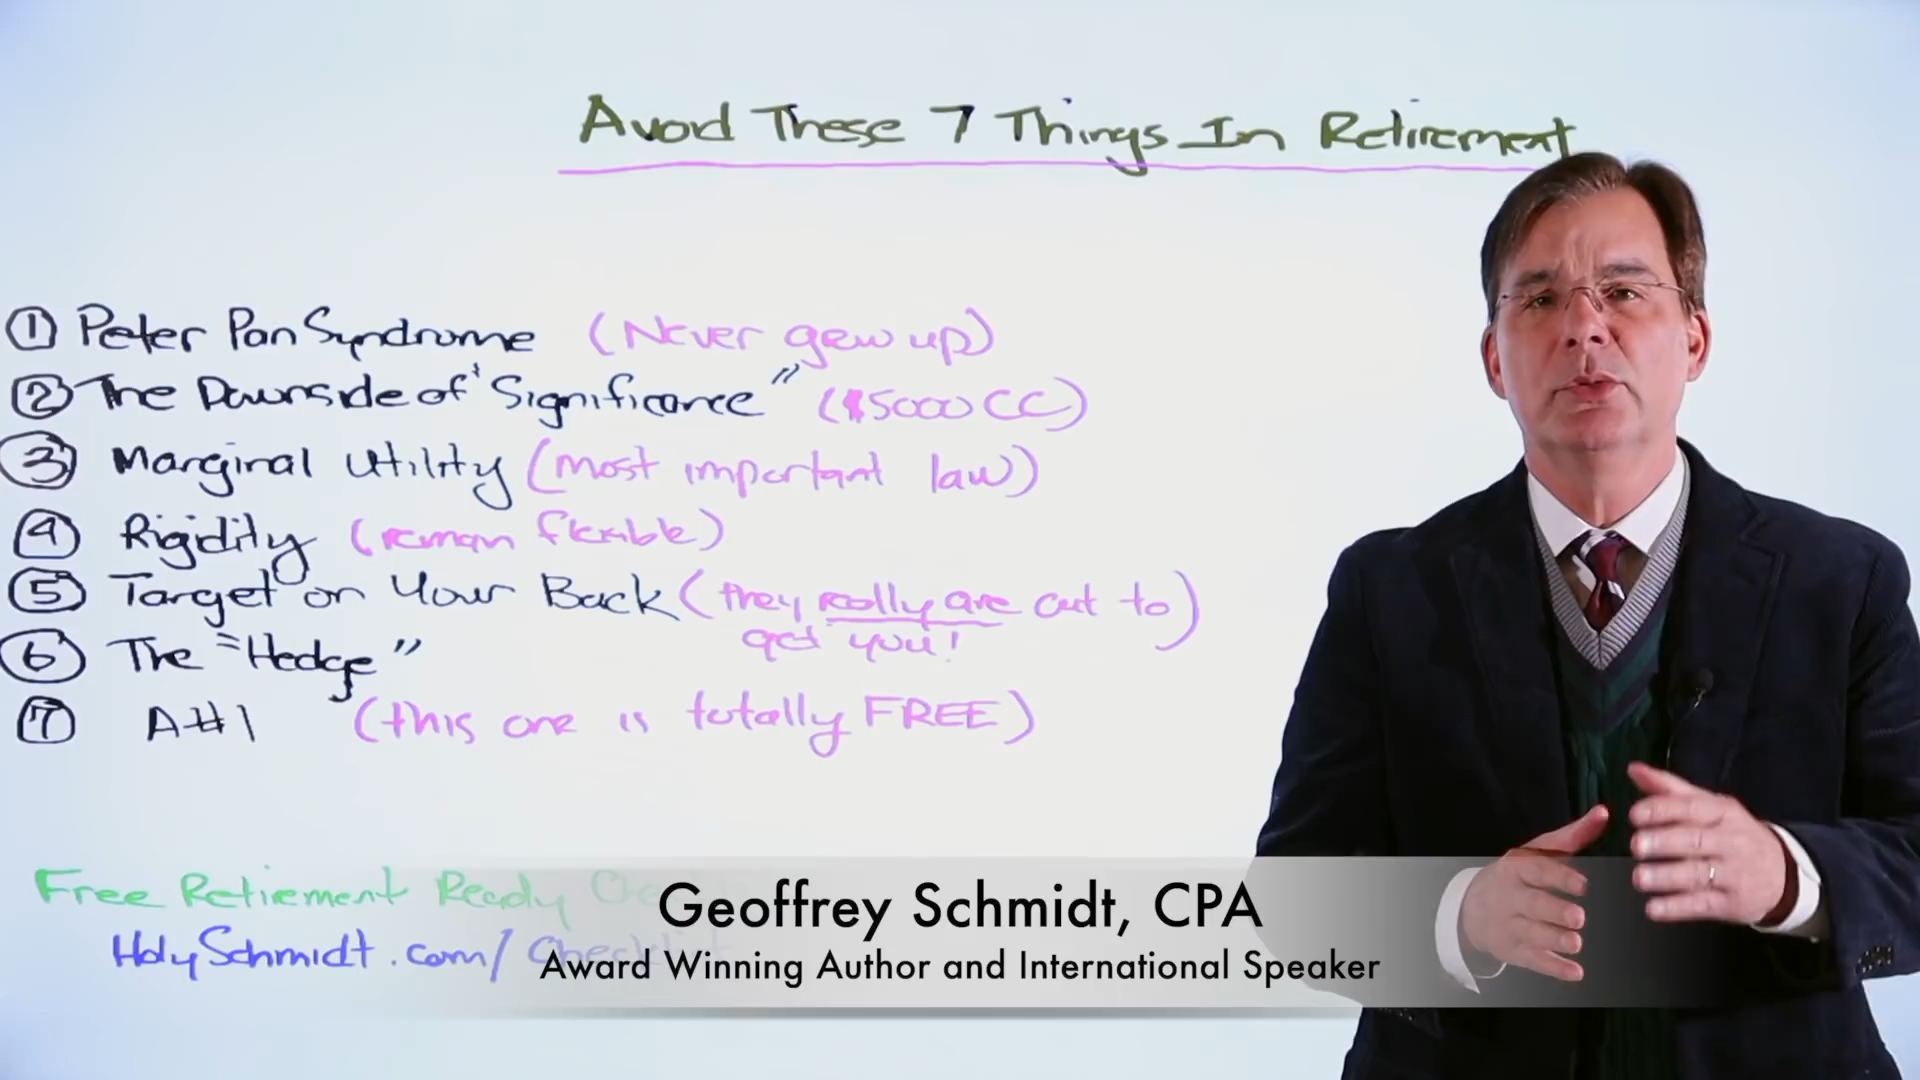 Avoid These 7 Things In Retirement
① Peter Pan Syndrome (Never gew up)
② The Downside of "Significance" ($5000 CC)
③ Marginal Utility (most important law)
④ Rigidity (reman flexible)
⑤ Target on Your Back (they really are out to
get you!)
⑥ The "Hedge"
⑦ A#1 (this one is totally FREE)
Free Retirement Ready
HolySchmidt.com/ Checklist
Geoffrey Schmidt, CPA
Award Winning Author and International Speaker